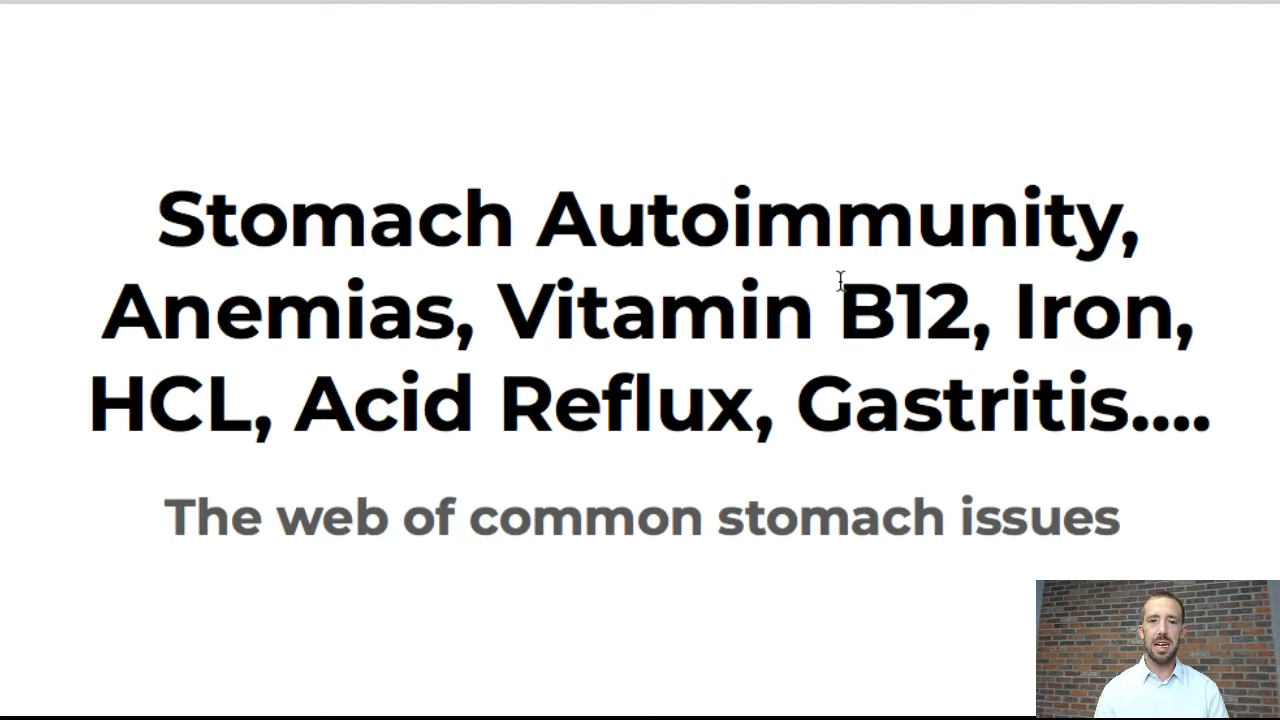 Stomach Autoimmunity,
Anemias, Vitamin B12, Iron,
HCL, Acid Reflux, Gastritis....
The web of common stomach issues